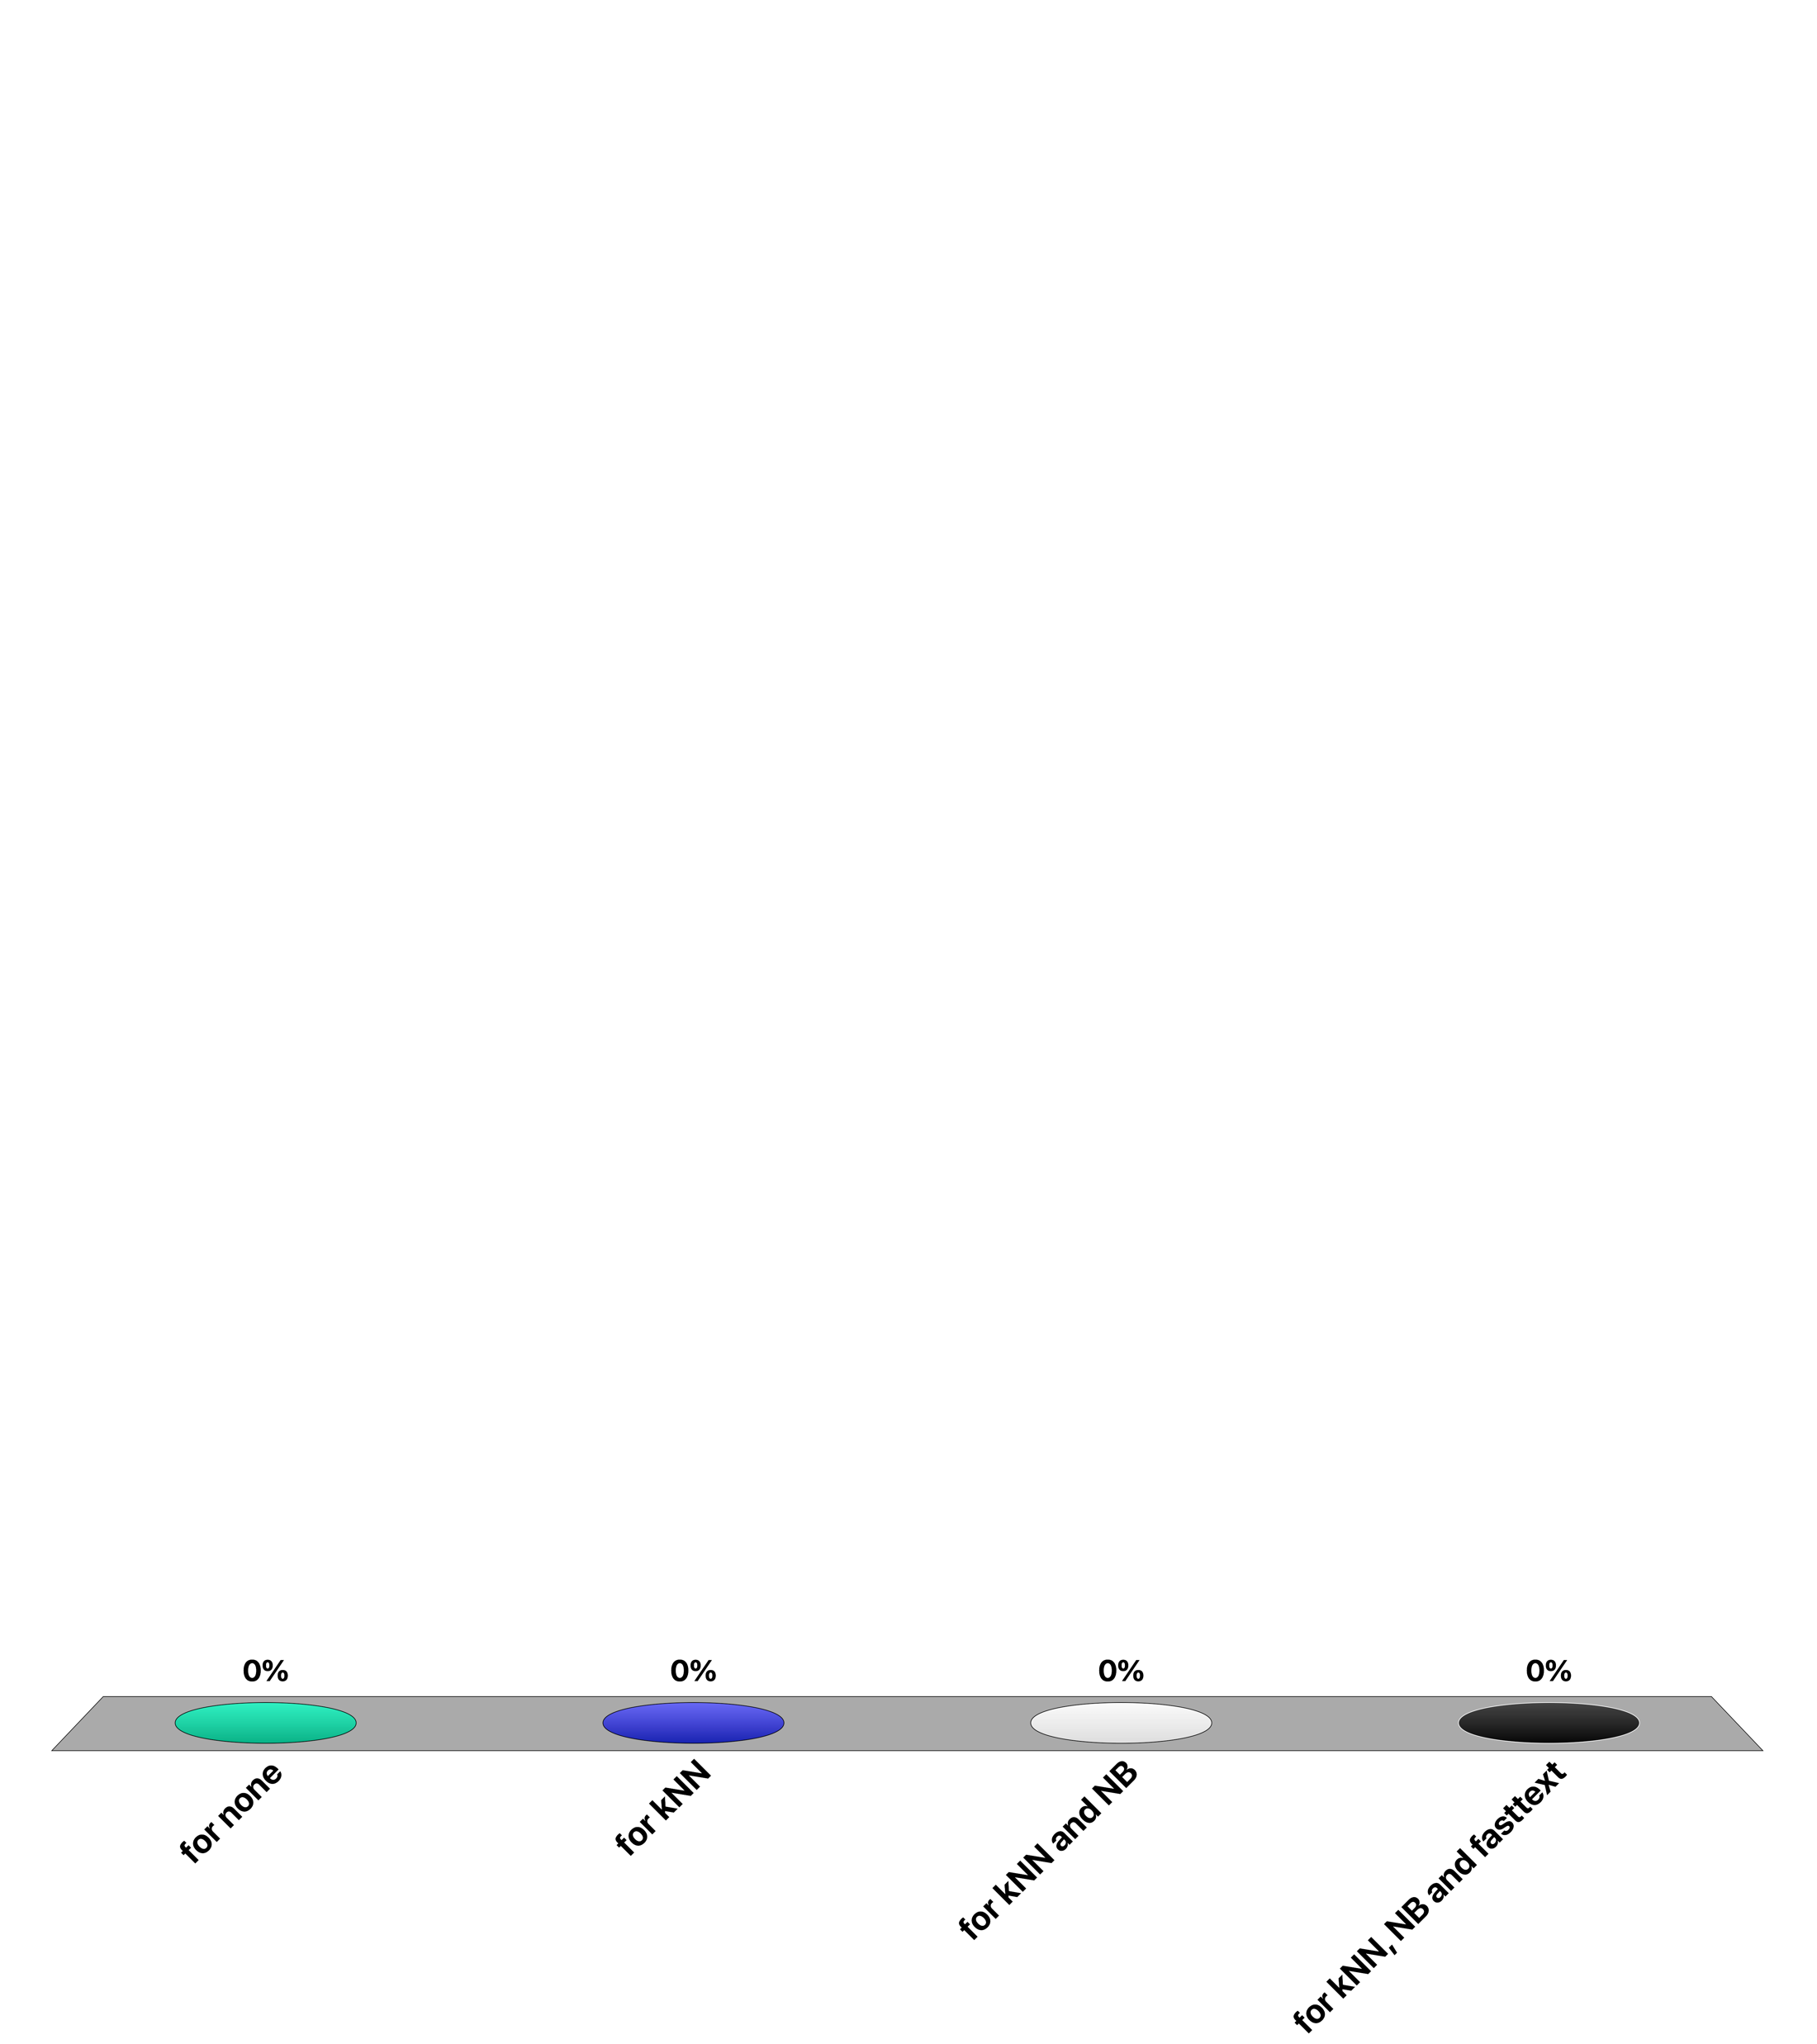 0%
0%
0%
0%
for none
for kNN
for kNN and NB
for kNN, NB and fasttext